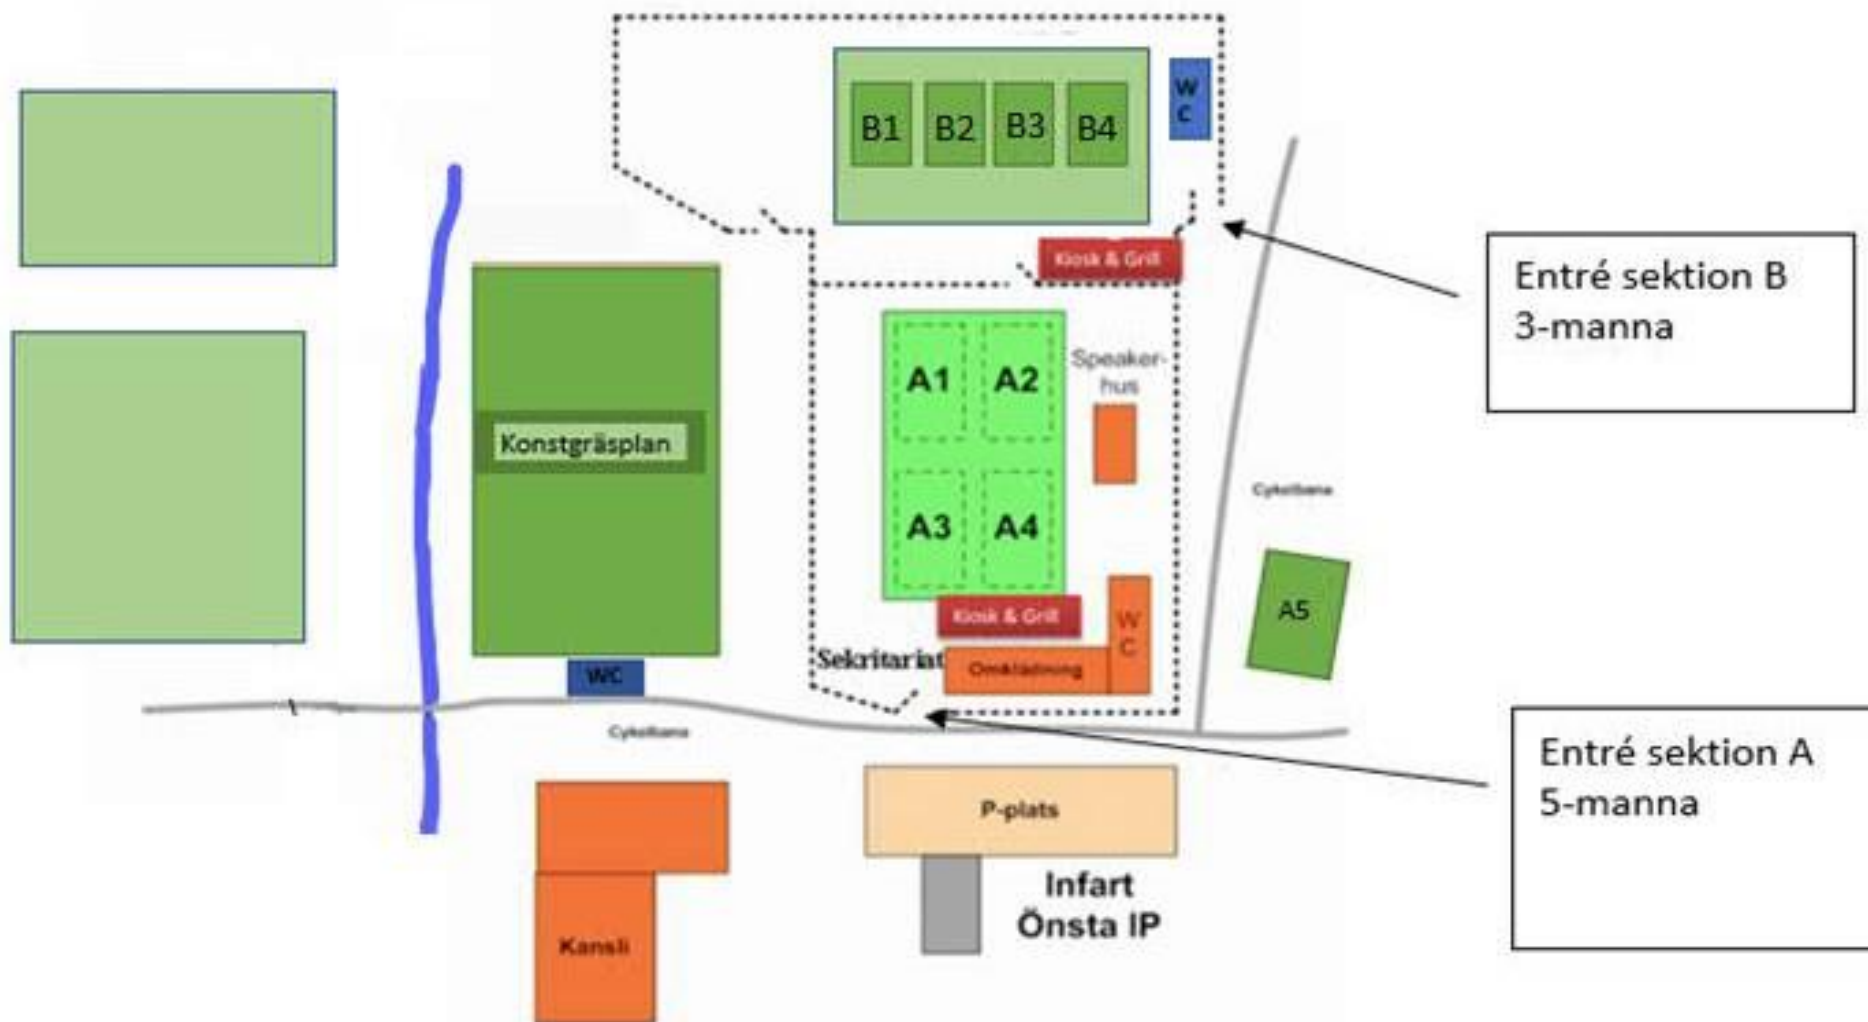 W
C
B1 B2 B3 B4
Kiosk & Grill
Entré sektion B
3-manna
A1 A2
Speaker-
hus
Konstgräsplan
Cykelbana
A3 A4
A5
Kiosk & Grill
W
C
Sekritariat
Omklädning
WC
Cykelbana
Entré sektion A
5-manna
P-plats
Infart
Önsta IP
Kansli